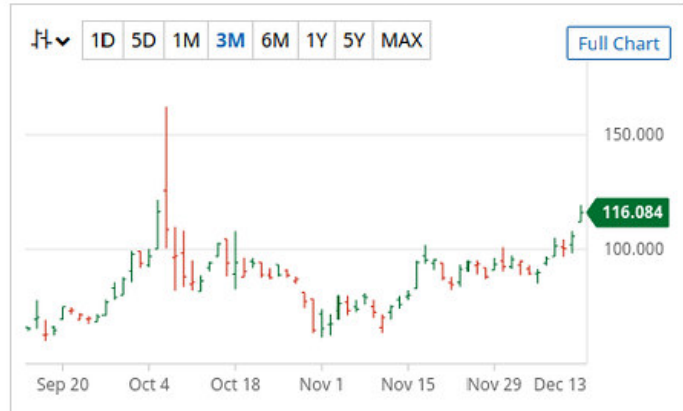 1D 5D 1M 3M 6M 1Y 5Y MAX Full Chart
150.000
116.084
100.000
Sep 20 Oct 4 Oct 18 Nov 1 Nov 15 Nov 29 Dec 13